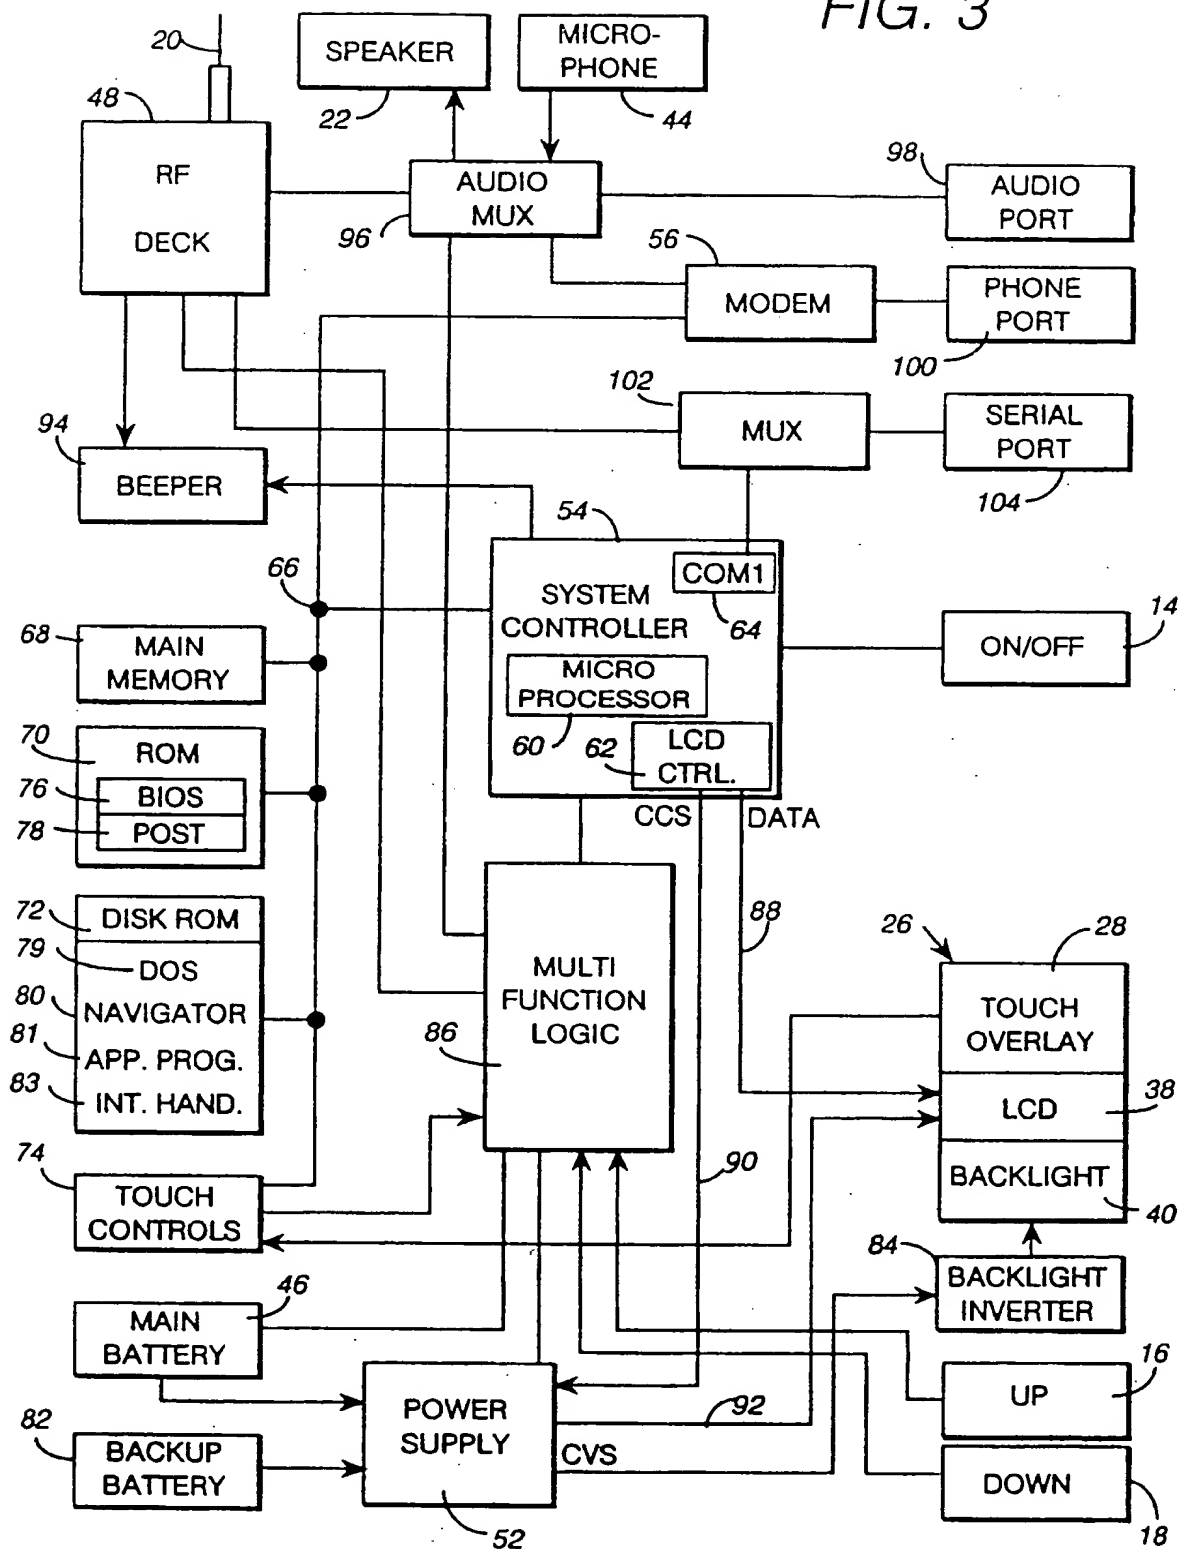 FIG. 3
20
SPEAKER
22
MICRO-
PHONE
44
48
RF
DECK
AUDIO
MUX
96
98
AUDIO
PORT
56
MODEM
PHONE
PORT
100
102
MUX
SERIAL
PORT
104
94
BEEPER
54
SYSTEM
CONTROLLER
COM1
64
MICRO
PROCESSOR
60
62
LCD
CTRL.
CCS
DATA
ON/OFF
14
66
68
MAIN
MEMORY
70
ROM
76
BIOS
78
POST
72
DISK ROM
79
DOS
80
NAVIGATOR
81
APP. PROG.
83
INT. HAND.
74
TOUCH
CONTROLS
MULTI
FUNCTION
LOGIC
86
88
90
26
28
TOUCH
OVERLAY
LCD
38
BACKLIGHT
40
84
BACKLIGHT
INVERTER
46
MAIN
BATTERY
82
BACKUP
BATTERY
POWER
SUPPLY
52
92
CVS
UP
16
DOWN
18